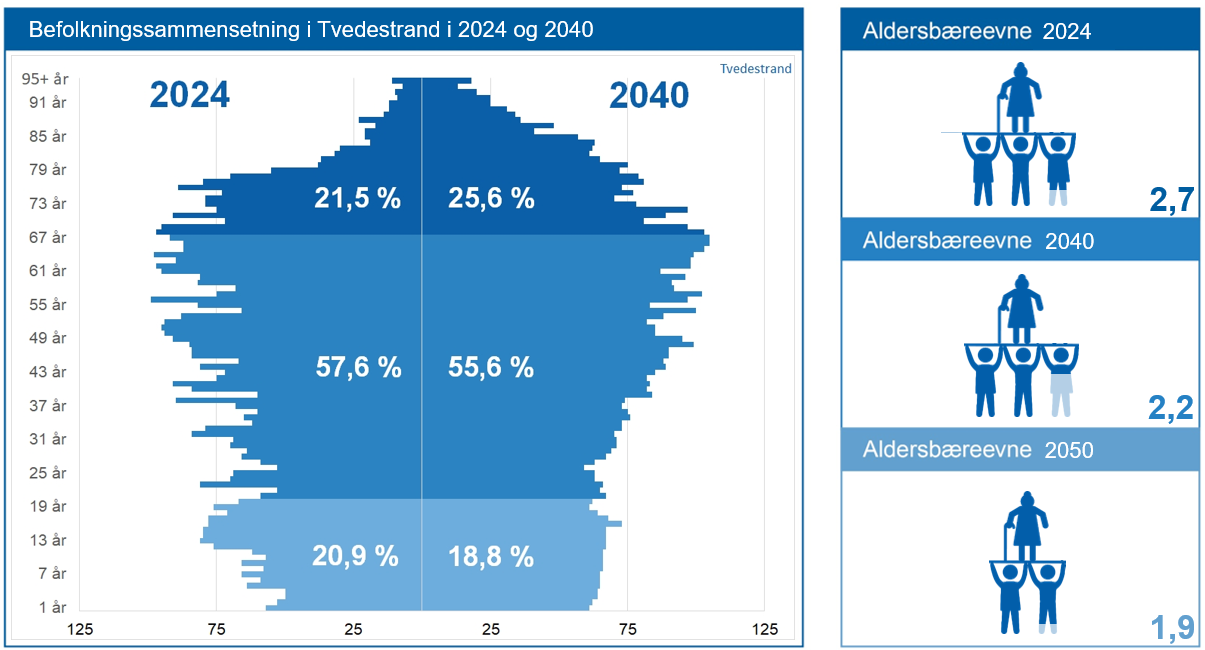 Befolkningssammensetning i Tvedestrand i 2024 og 2040
Tvedestrand
2024
2040
95+ år
91 år
85 år
79 år
73 år
67 år
61 år
55 år
49 år
43 år
37 år
31 år
25 år
19 år
13 år
7 år
1 år
21,5 %
25,6 %
57,6 %
55,6 %
20,9 %
18,8 %
125
75
25
25
75
125
Aldersbæreevne 2024
2,7
Aldersbæreevne 2040
2,2
Aldersbæreevne 2050
1,9